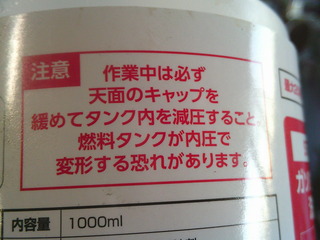 注意
作業中は必ず
天面のキャップを
緩めてタンク内を減圧すること。
燃料タンクが内圧で
変形する恐れがあります。
内容量 1000ml